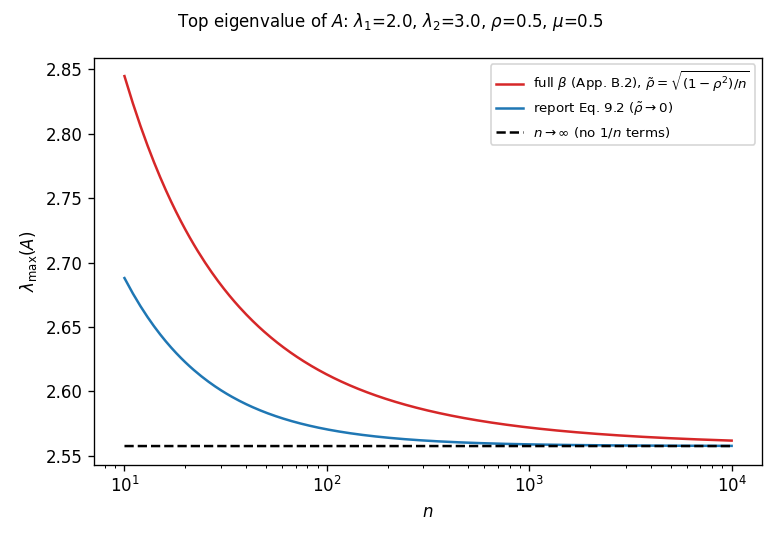 Top eigenvalue of A: λ₁=2.0, λ₂=3.0, ρ=0.5, μ=0.5
full β (App. B.2), ρ̃ = √(1 − ρ²)/n
report Eq. 9.2 (ρ̃ → 0)
n → ∞ (no 1/n terms)
λmax(A)
2.85
2.80
2.75
2.70
2.65
2.60
2.55
10¹
10²
10³
10⁴
n